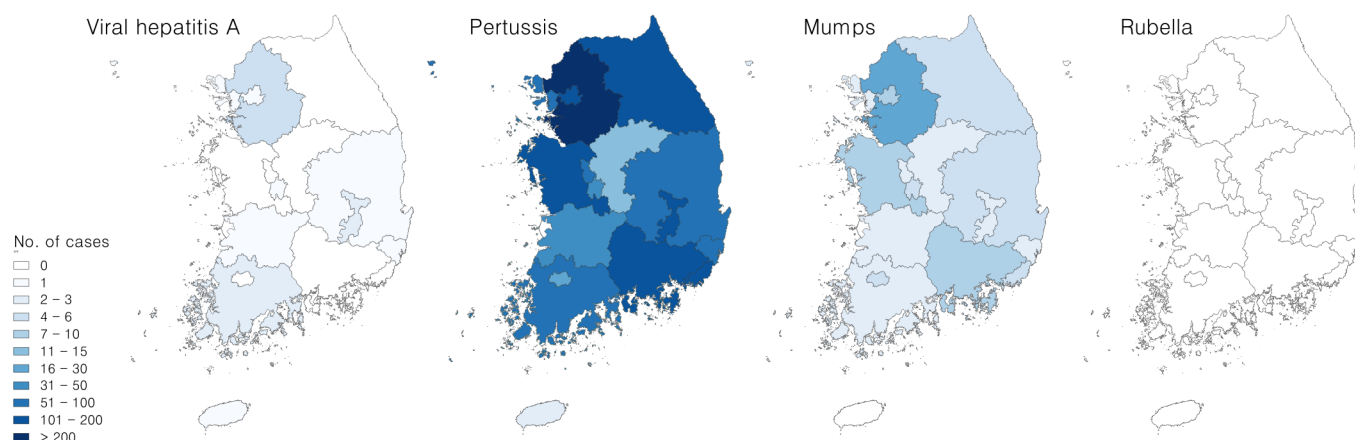 Viral hepatitis A
Pertussis
Mumps
Rubella
No. of cases
0
1
2 – 3
4 – 6
7 – 10
11 – 15
16 – 30
31 – 50
51 – 100
101 – 200
> 200